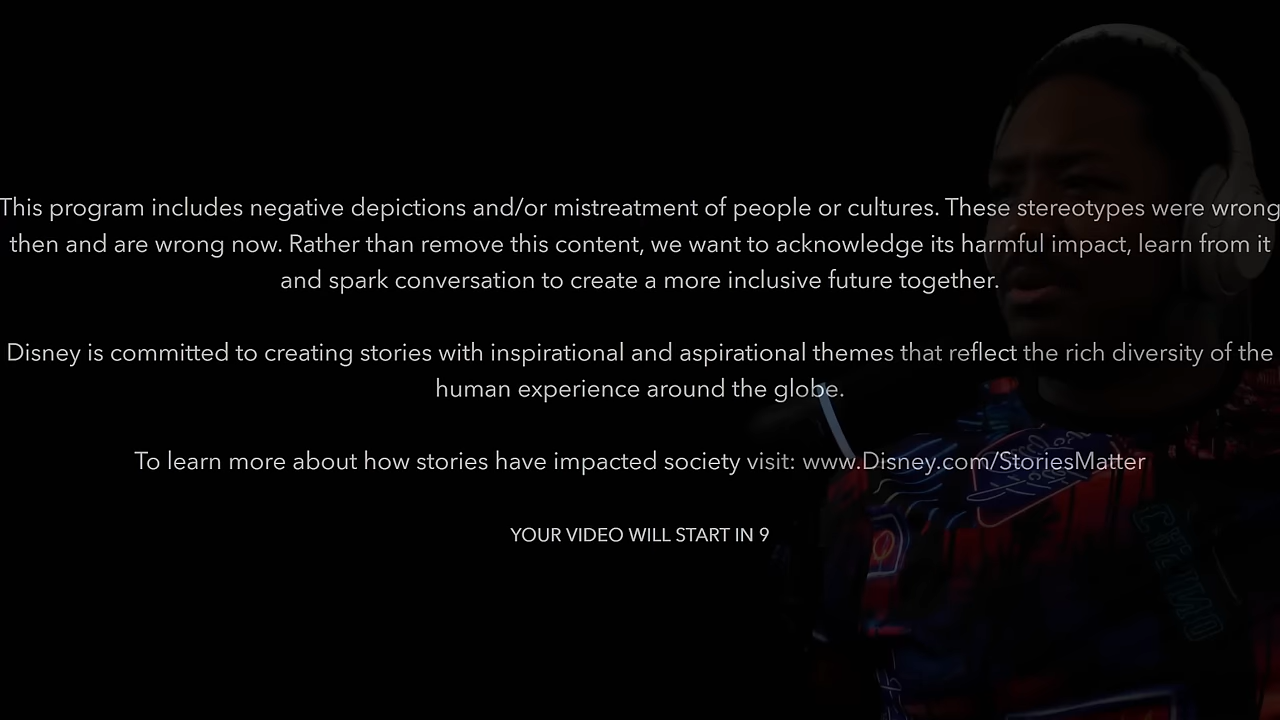 This program includes negative depictions and/or mistreatment of people or cultures. These stereotypes were wrong
then and are wrong now. Rather than remove this content, we want to acknowledge its harmful impact, learn from it
and spark conversation to create a more inclusive future together.
Disney is committed to creating stories with inspirational and aspirational themes that reflect the rich diversity of the
human experience around the globe.
To learn more about how stories have impacted society visit: www.Disney.com/StoriesMatter
YOUR VIDEO WILL START IN 9